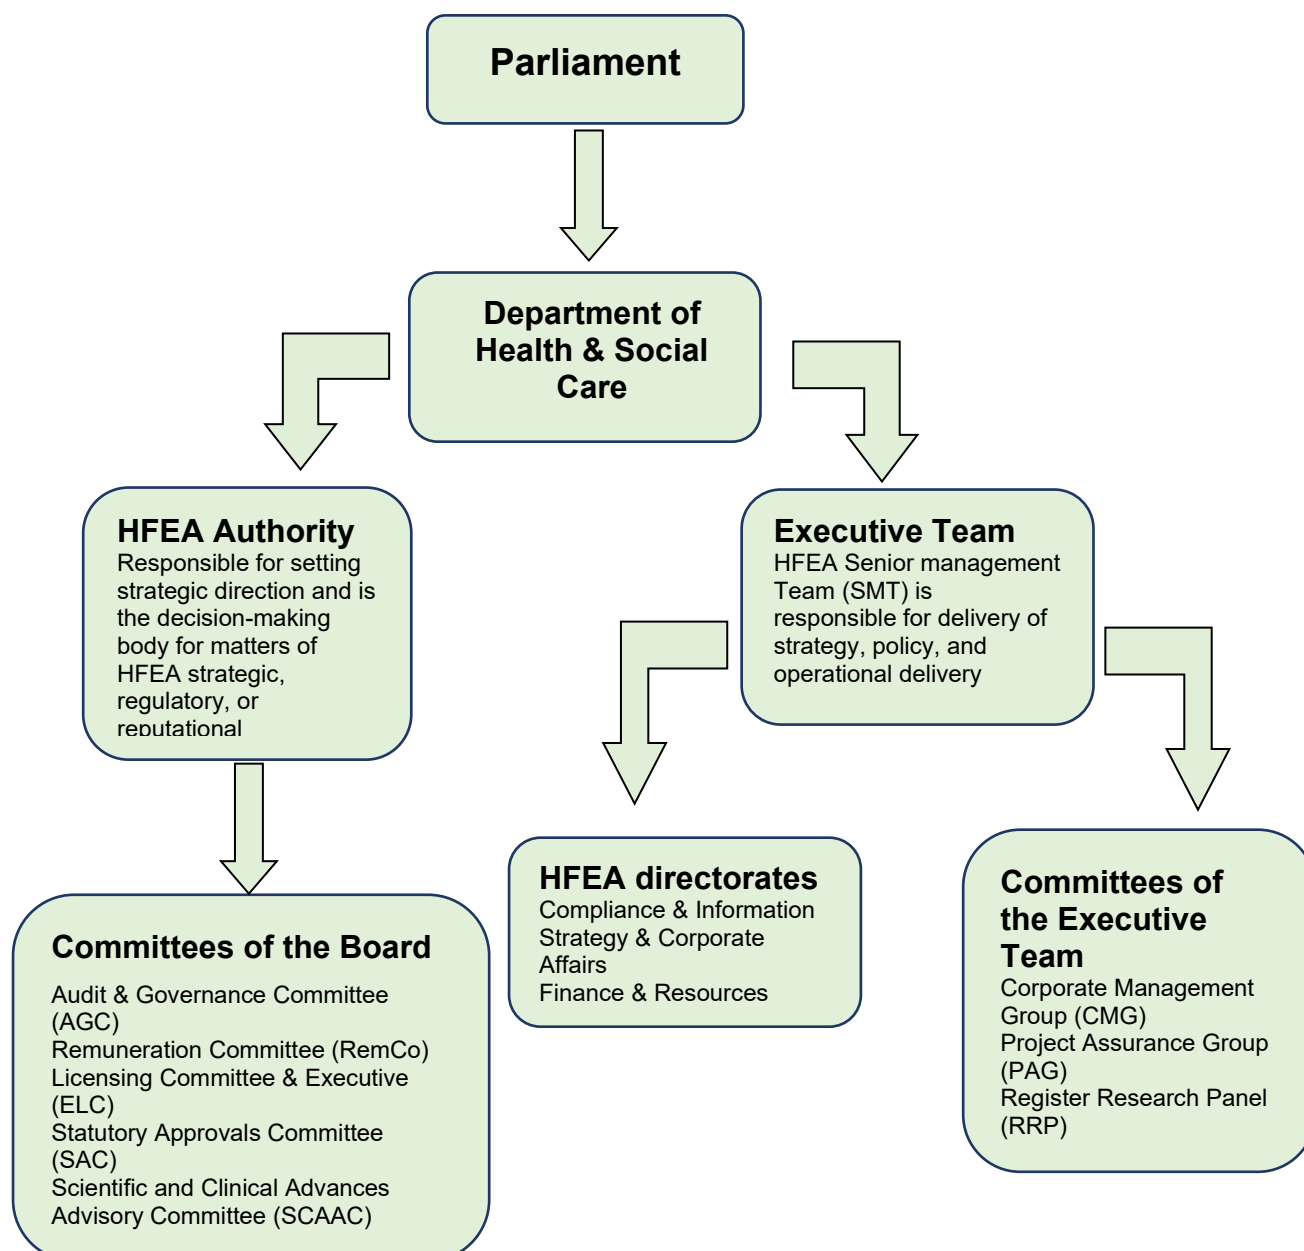 Parliament
Department of
Health & Social
Care
HFEA Authority
Responsible for setting
strategic direction and is
the decision-making
body for matters of
HFEA strategic,
regulatory, or
reputational
Executive Team
HFEA Senior management
Team (SMT) is
responsible for delivery of
strategy, policy, and
operational delivery
Committees of the Board
Audit & Governance Committee
(AGC)
Remuneration Committee (RemCo)
Licensing Committee & Executive
(ELC)
Statutory Approvals Committee
(SAC)
Scientific and Clinical Advances
Advisory Committee (SCAAC)
HFEA directorates
Compliance & Information
Strategy & Corporate
Affairs
Finance & Resources
Committees of
the Executive
Team
Corporate Management
Group (CMG)
Project Assurance Group
(PAG)
Register Research Panel
(RRP)